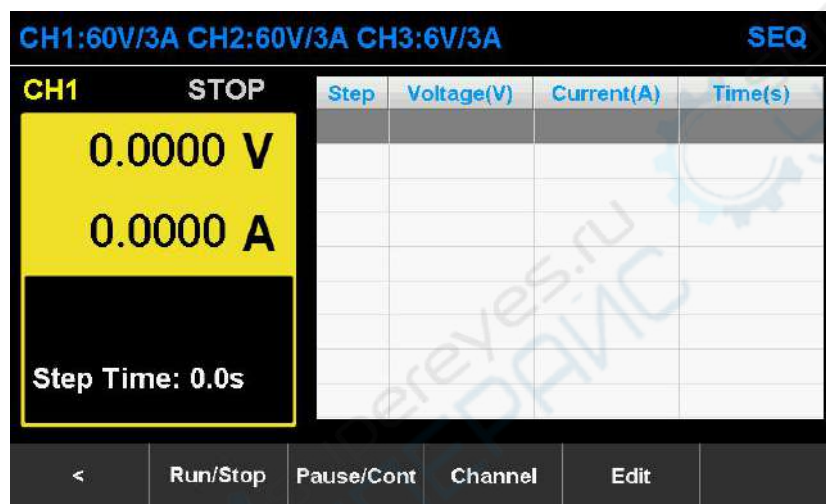 CH1:60V/3A CH2:60V/3A CH3:6V/3A SEQ
CH1 STOP
Step Voltage(V) Current(A) Time(s)
0.0000 V
0.0000 A
Step Time: 0.0s
< Run/Stop Pause/Cont Channel Edit